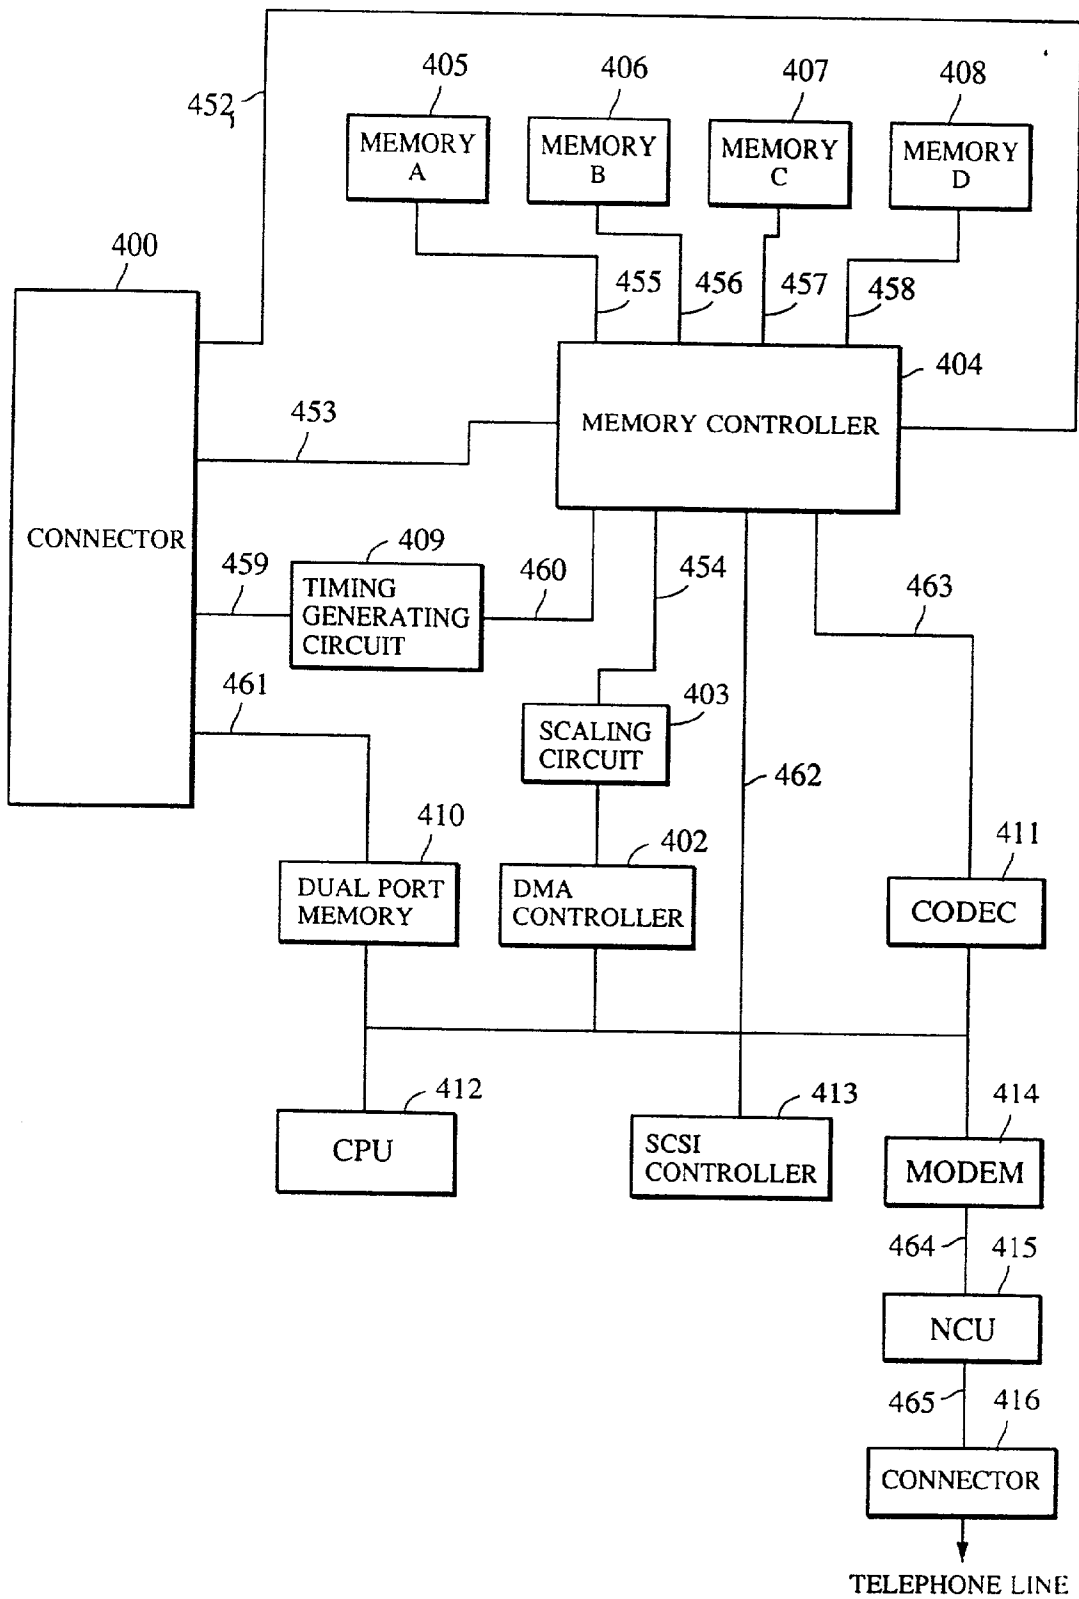 452
405
406
407
408
MEMORY
A
MEMORY
B
MEMORY
C
MEMORY
D
400
455
456
457
458
404
MEMORY CONTROLLER
453
CONNECTOR
459
409
TIMING
GENERATING
CIRCUIT
460
454
463
461
403
SCALING
CIRCUIT
462
410
DUAL PORT
MEMORY
402
DMA
CONTROLLER
411
CODEC
412
CPU
413
SCSI
CONTROLLER
414
MODEM
464
415
NCU
465
416
CONNECTOR
TELEPHONE LINE